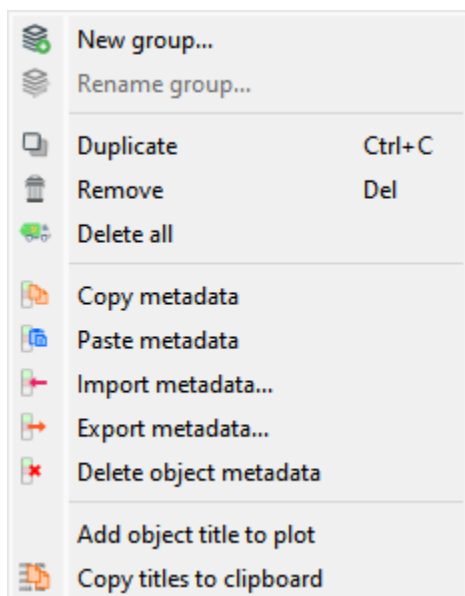 New group...
Rename group...
Duplicate Ctrl+C
Remove Del
Delete all
Copy metadata
Paste metadata
Import metadata...
Export metadata...
Delete object metadata
Add object title to plot
Copy titles to clipboard